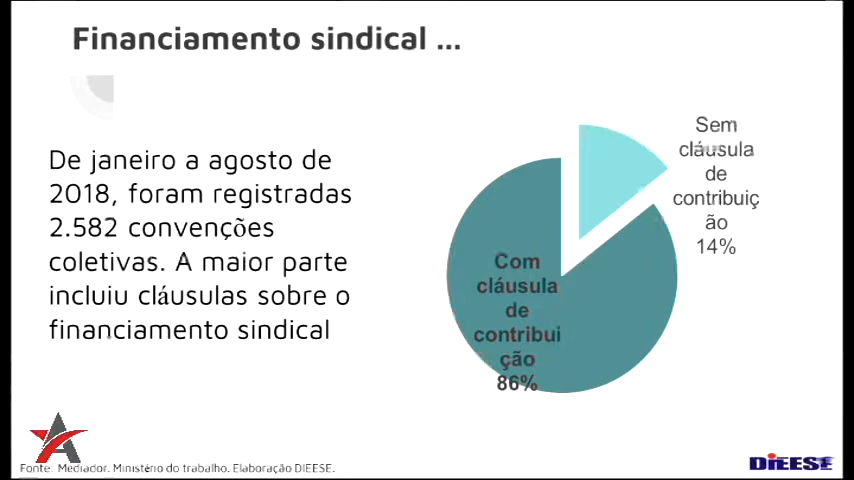 Financiamento sindical ...
De janeiro a agosto de
2018, foram registradas
2.582 convenções
coletivas. A maior parte
incluiu cláusulas sobre o
financiamento sindical
Sem
cláusula
de
contribuiç
ão
14%
Com
cláusula
de
contribui
ção
86%
Fonte: Mediador. Ministério do trabalho. Elaboração DIEESE.
DIEESE